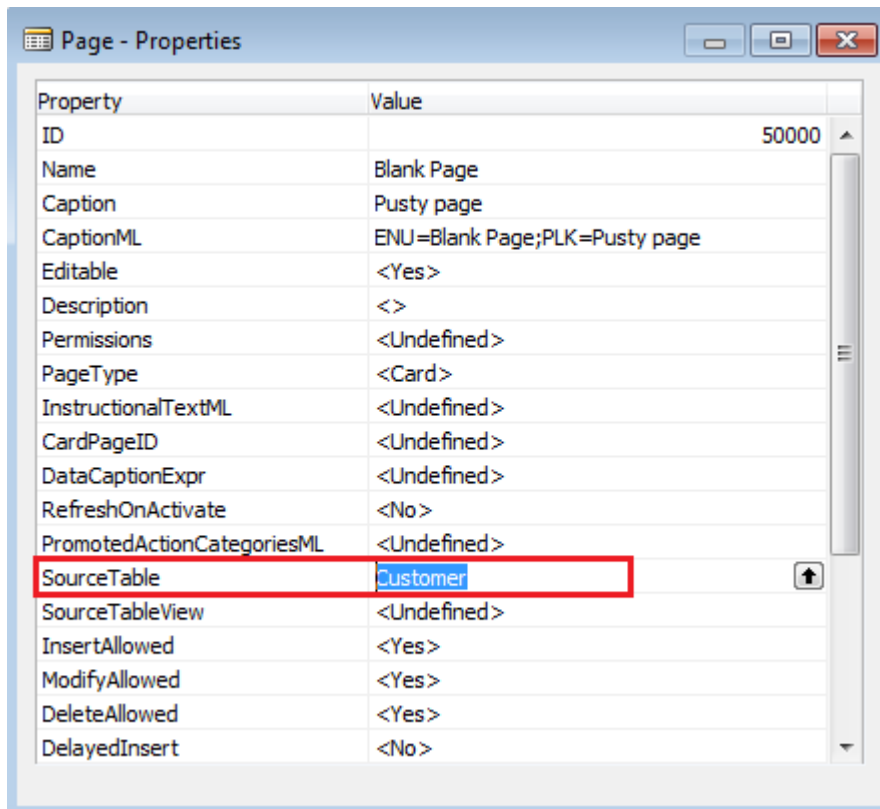 Page - Properties
Property Value
ID 50000
Name Blank Page
Caption Pusty page
CaptionML ENU=Blank Page;PLK=Pusty page
Editable <Yes>
Description <>
Permissions <Undefined>
PageType <Card>
InstructionalTextML <Undefined>
CardPageID <Undefined>
DataCaptionExpr <Undefined>
RefreshOnActivate <No>
PromotedActionCategoriesML <Undefined>
SourceTable Customer
SourceTableView <Undefined>
InsertAllowed <Yes>
ModifyAllowed <Yes>
DeleteAllowed <Yes>
DelayedInsert <No>